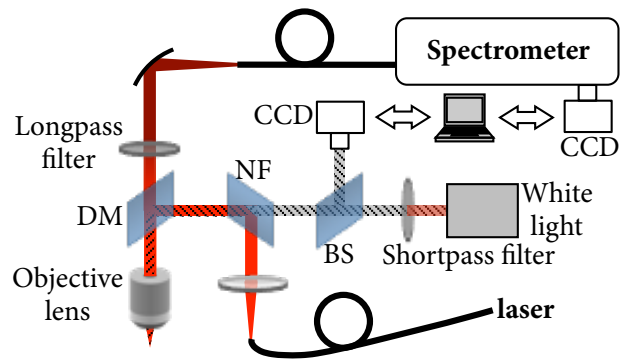 Spectrometer
CCD
CCD
Longpass
filter
NF
DM
White
light
BS
Shortpass filter
Objective
lens
laser